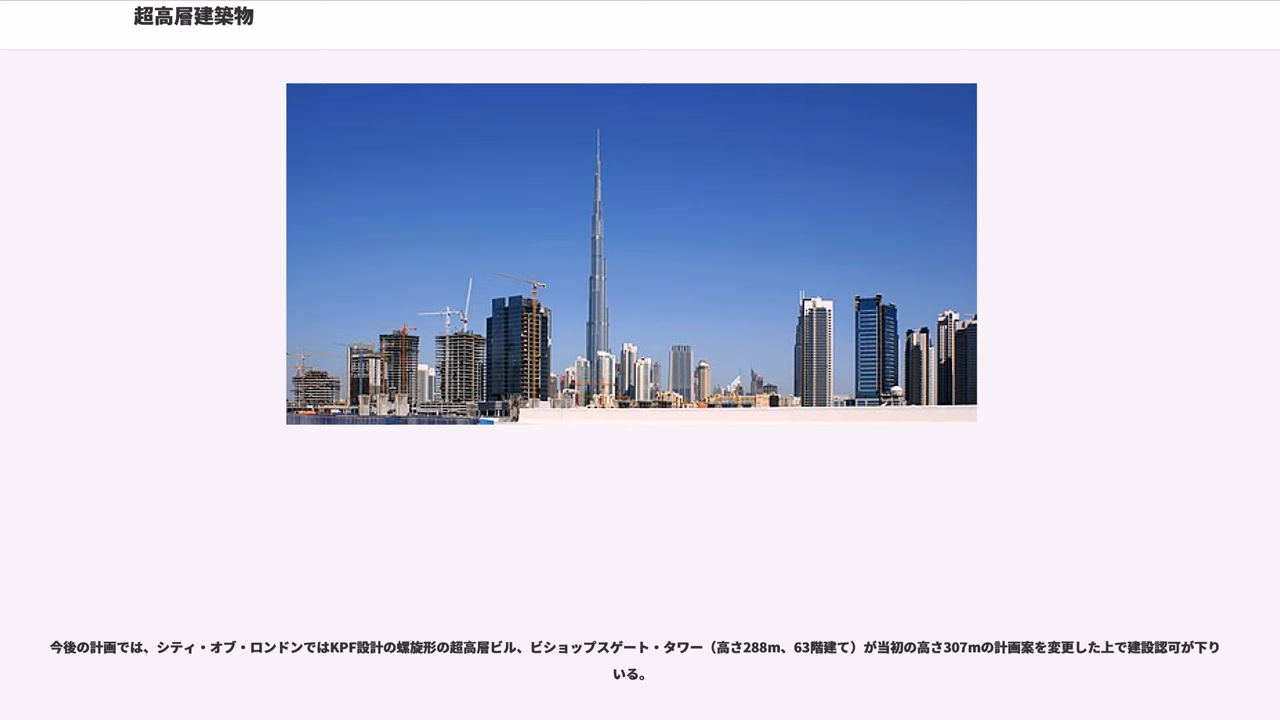 超高層建築物
今後の計画では、シティ・オブ・ロンドンではKPF設計の螺旋形の超高層ビル、ビショップスゲート・タワー（高さ288m、63階建て）が当初の高さ307mの計画案を変更した上で建設認可が下り
いる。